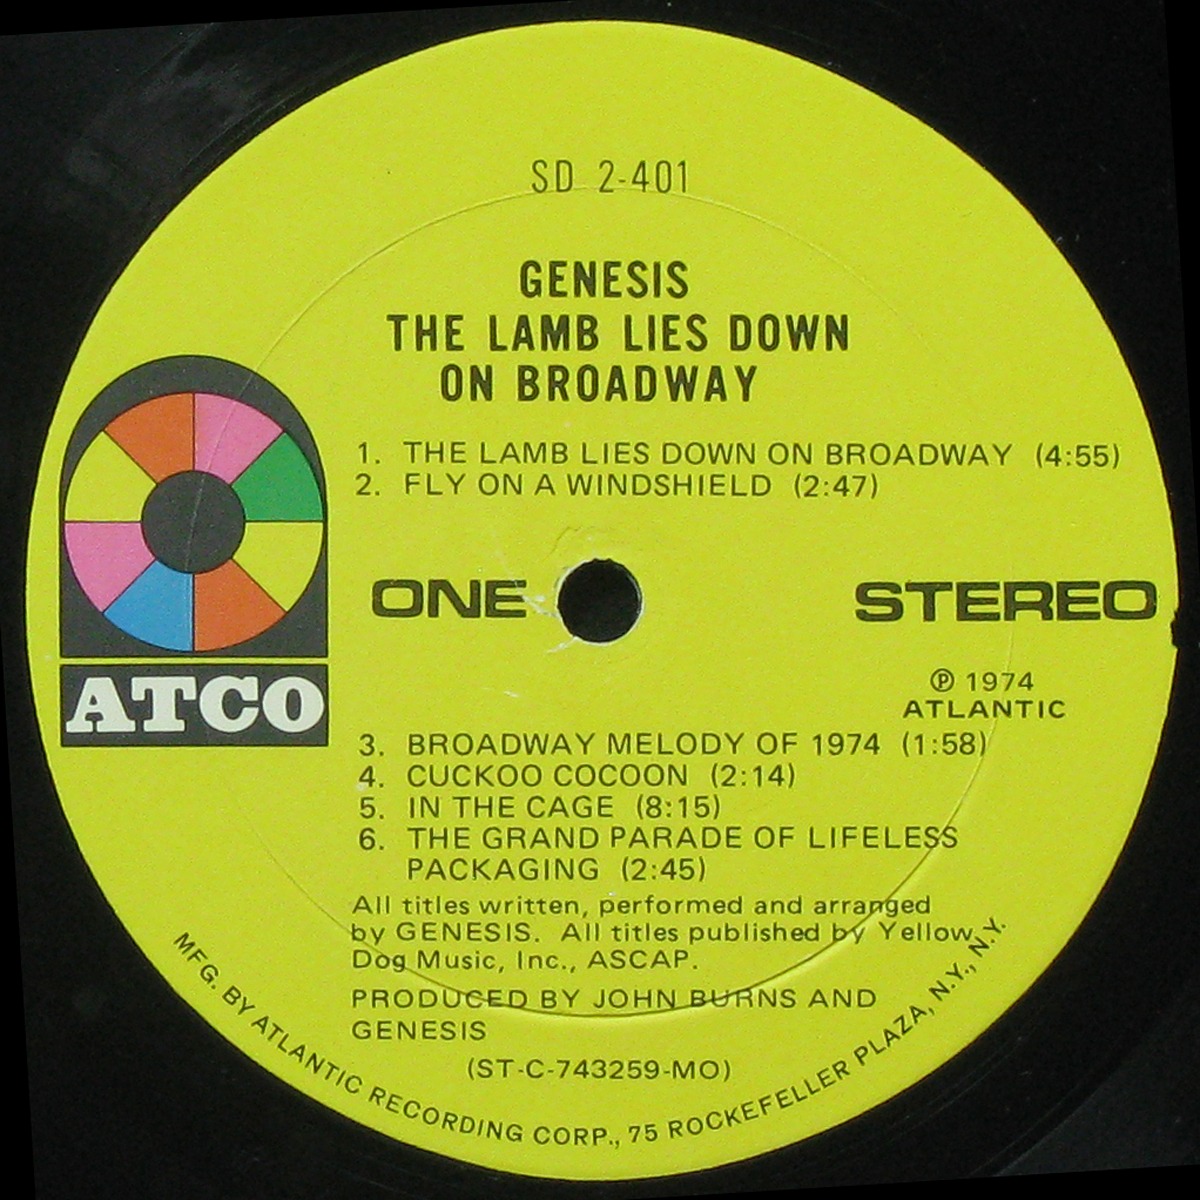 SD 2-401
GENESIS
THE LAMB LIES DOWN
ON BROADWAY
1. THE LAMB LIES DOWN ON BROADWAY (4:55)
2. FLY ON A WINDSHIELD (2:47)
ONE STEREO
ATCO
℗ 1974
ATLANTIC
3. BROADWAY MELODY OF 1974 (1:58)
4. CUCKOO COCOON (2:14)
5. IN THE CAGE (8:15)
6. THE GRAND PARADE OF LIFELESS
PACKAGING (2:45)
All titles written, performed and arranged
by GENESIS. All titles published by Yellow
Dog Music, Inc., ASCAP.
PRODUCED BY JOHN BURNS AND
GENESIS
(ST-C-743259-MO)
MFG. BY ATLANTIC RECORDING CORP., 75 ROCKEFELLER PLAZA, N.Y., N.Y.